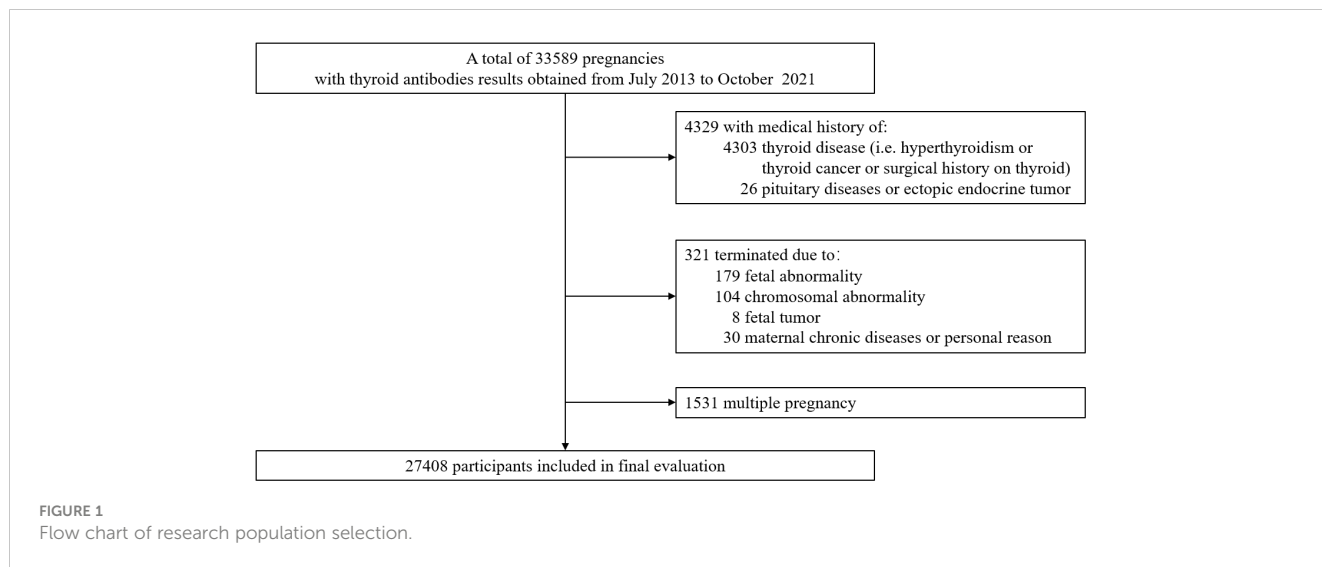 A total of 33589 pregnancies
with thyroid antibodies results obtained from July 2013 to October 2021
4329 with medical history of:
4303 thyroid disease (i.e. hyperthyroidism or
thyroid cancer or surgical history on thyroid)
26 pituitary diseases or ectopic endocrine tumor
321 terminated due to:
179 fetal abnormality
104 chromosomal abnormality
8 fetal tumor
30 maternal chronic diseases or personal reason
1531 multiple pregnancy
27408 participants included in final evaluation
FIGURE 1
Flow chart of research population selection.